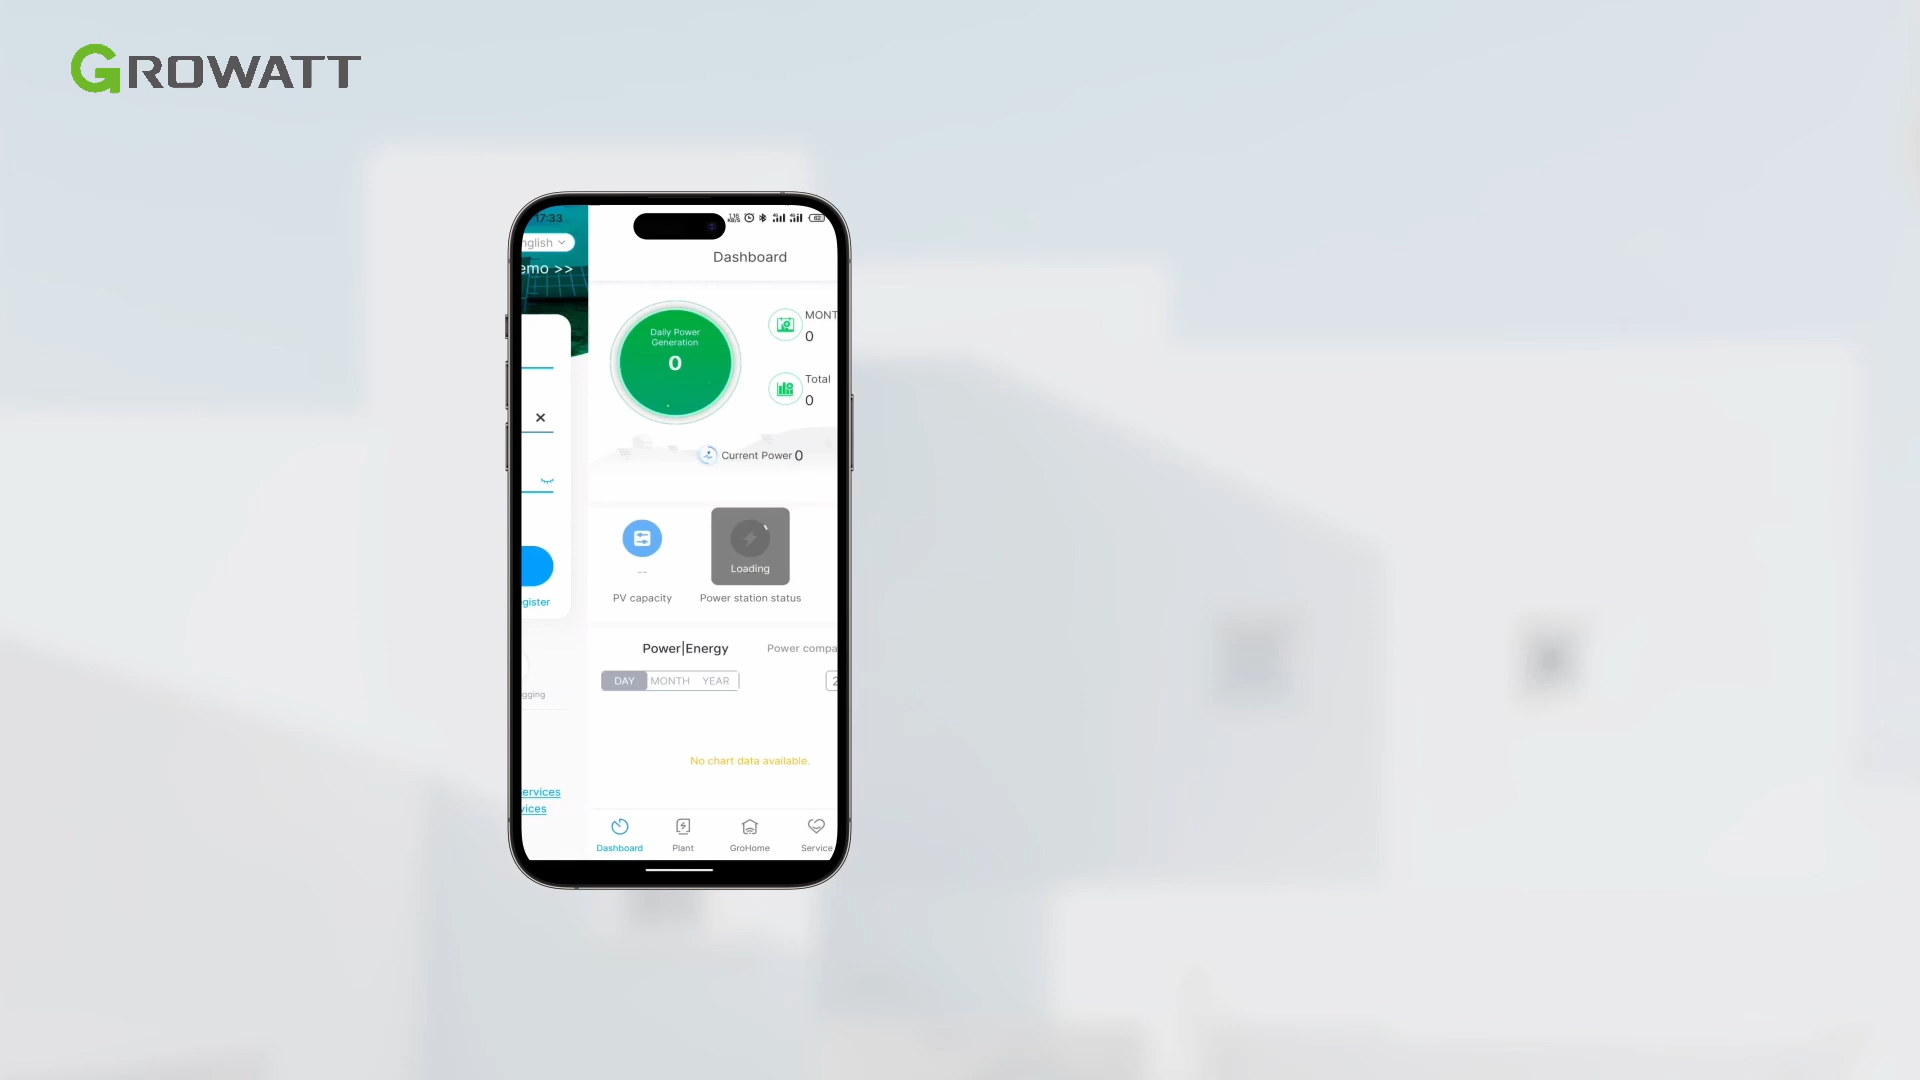 GROWATT
17:33
nglish
emo >>
Dashboard
Daily Power
Generation
0
MONT
0
Total
0
Current Power 0
Loading
--
PV capacity
Power station status
gister
Power|Energy
Power compa
DAY MONTH YEAR
2
gging
No chart data available.
ervices
vices
Dashboard
Plant
GroHome
Service